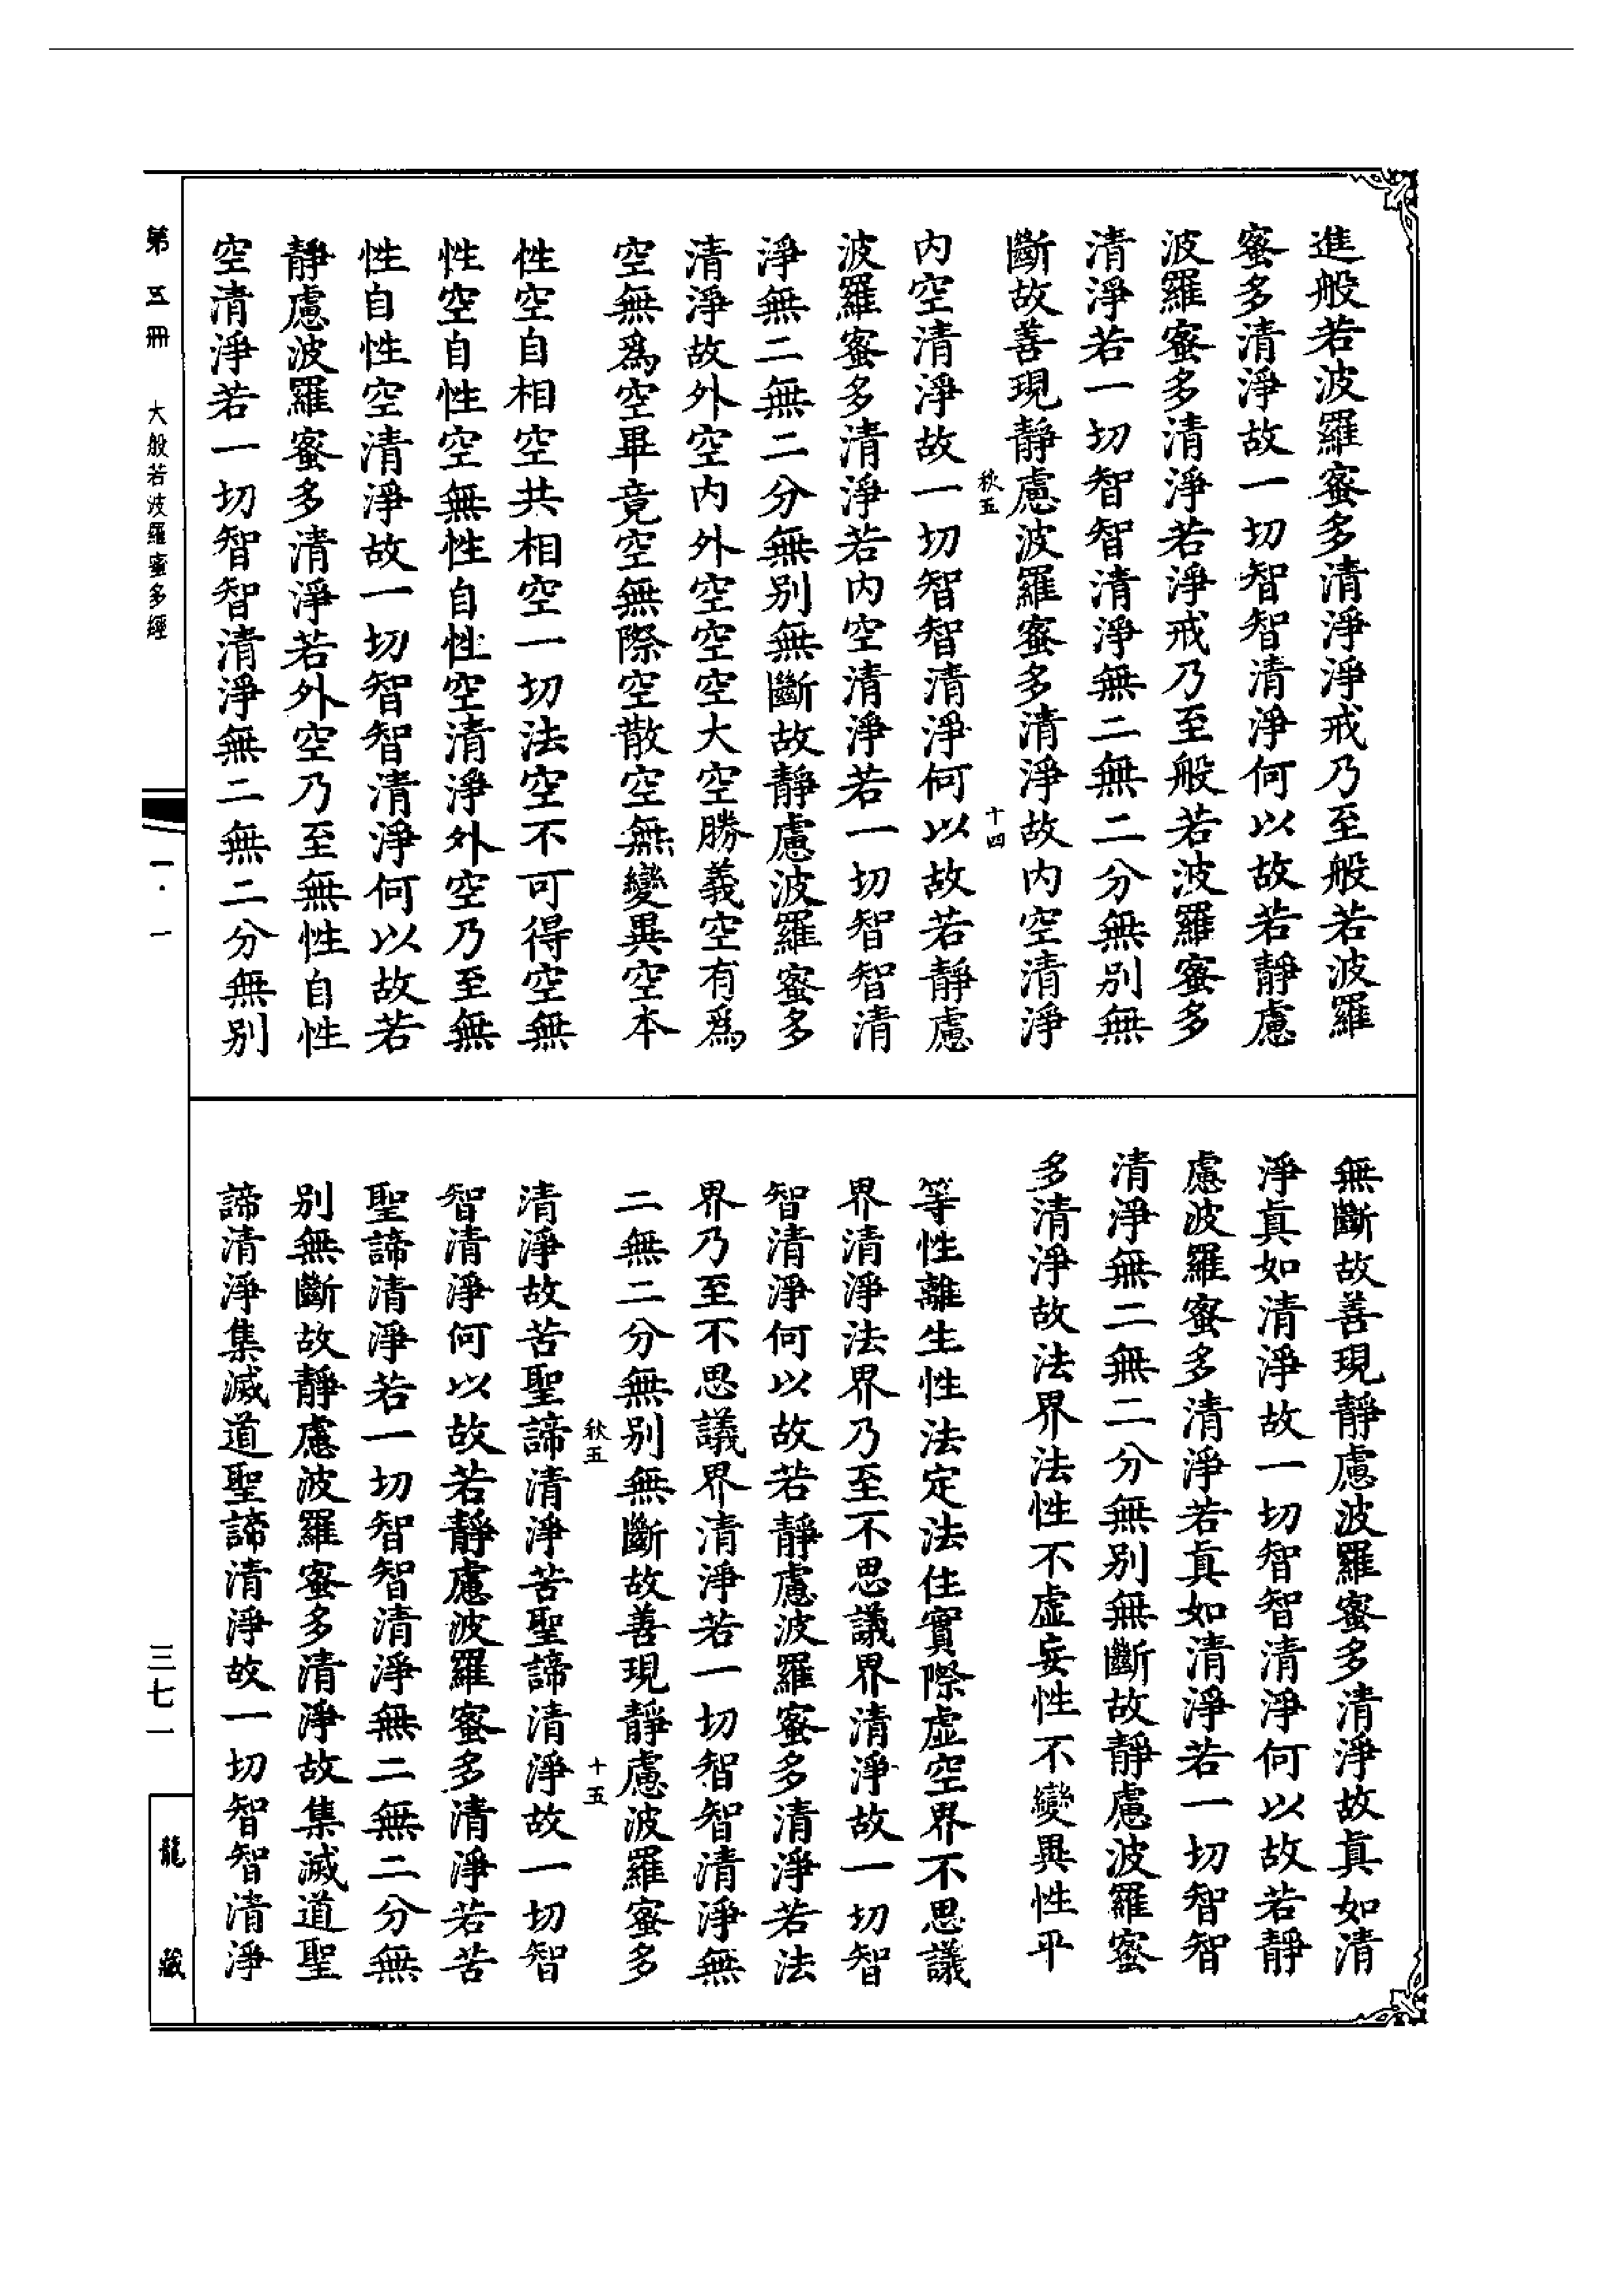 進般若波羅蜜多清淨淨戒乃至般若波羅
蜜多清淨故一切智智清淨何以故若靜慮
波羅蜜多清淨若淨戒乃至般若波羅蜜多
清淨若一切智智清淨無二無二分無别無
斷故善現靜慮波羅蜜多清淨故内空清淨
秋五
十四
内空清淨故一切智智清淨何以故若靜慮
波羅蜜多清淨若内空清淨若一切智智清
淨無二無二分無别無斷故靜慮波羅蜜多
清淨故外空内外空空空大空勝義空有爲
空無爲空畢竟空無際空散空無變異空本
性空自相空共相空一切法空不可得空無
性空自性空無性自性空清淨外空乃至無
性自性空清淨故一切智智清淨何以故若
靜慮波羅蜜多清淨若外空乃至無性自性
空清淨若一切智智清淨無二無二分無别
無斷故善現靜慮波羅蜜多清淨故真如清
淨真如清淨故一切智智清淨何以故若靜
慮波羅蜜多清淨若真如清淨若一切智智
清淨無二無二分無别無斷故靜慮波羅蜜
多清淨故法界法性不虛妄性不變異性平
等性離生性法定法住實際虛空界不思議
界清淨法界乃至不思議界清淨故一切智
智清淨何以故若靜慮波羅蜜多清淨若法
界乃至不思議界清淨若一切智智清淨無
二無二分無别無斷故善現靜慮波羅蜜多
秋五
十五
清淨故苦聖諦清淨苦聖諦清淨故一切智
智清淨何以故若靜慮波羅蜜多清淨若苦
聖諦清淨若一切智智清淨無二無二分無
别無斷故靜慮波羅蜜多清淨故集滅道聖
諦清淨集滅道聖諦清淨故一切智智清淨
第五冊
大般若波羅蜜多經
一·一
三七一
龍藏